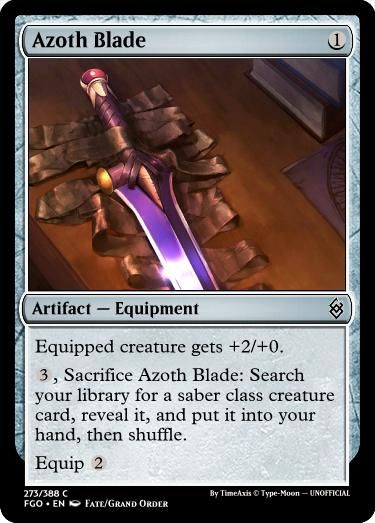 Azoth Blade 1
Artifact — Equipment
Equipped creature gets +2/+0.
3, Sacrifice Azoth Blade: Search
your library for a saber class creature
card, reveal it, and put it into your
hand, then shuffle.
Equip 2
273/388 C
FGO • EN Fate/Grand Order
By TimeAxis © Type-Moon — UNOFFICIAL